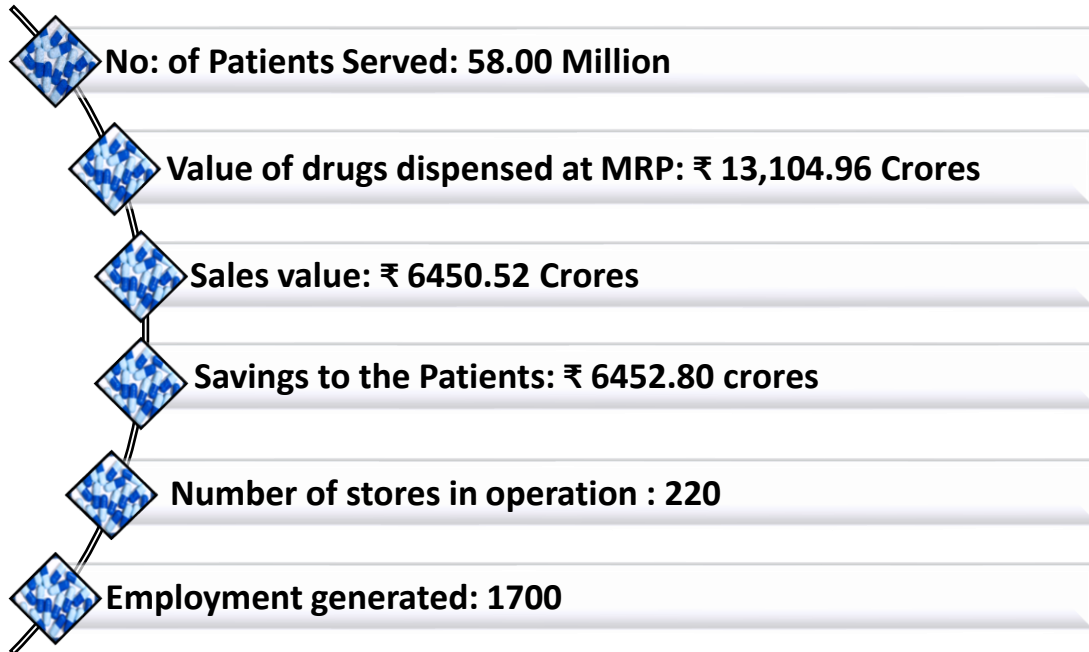 No: of Patients Served: 58.00 Million
Value of drugs dispensed at MRP: ₹ 13,104.96 Crores
Sales value: ₹ 6450.52 Crores
Savings to the Patients: ₹ 6452.80 crores
Number of stores in operation : 220
Employment generated: 1700